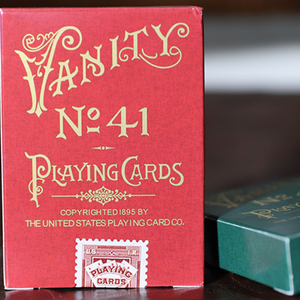 VANITY
No. 41
PLAYING CARDS
COPYRIGHTED 1895 BY
THE UNITED STATES PLAYING CARD CO.
PLAYING
CARDS